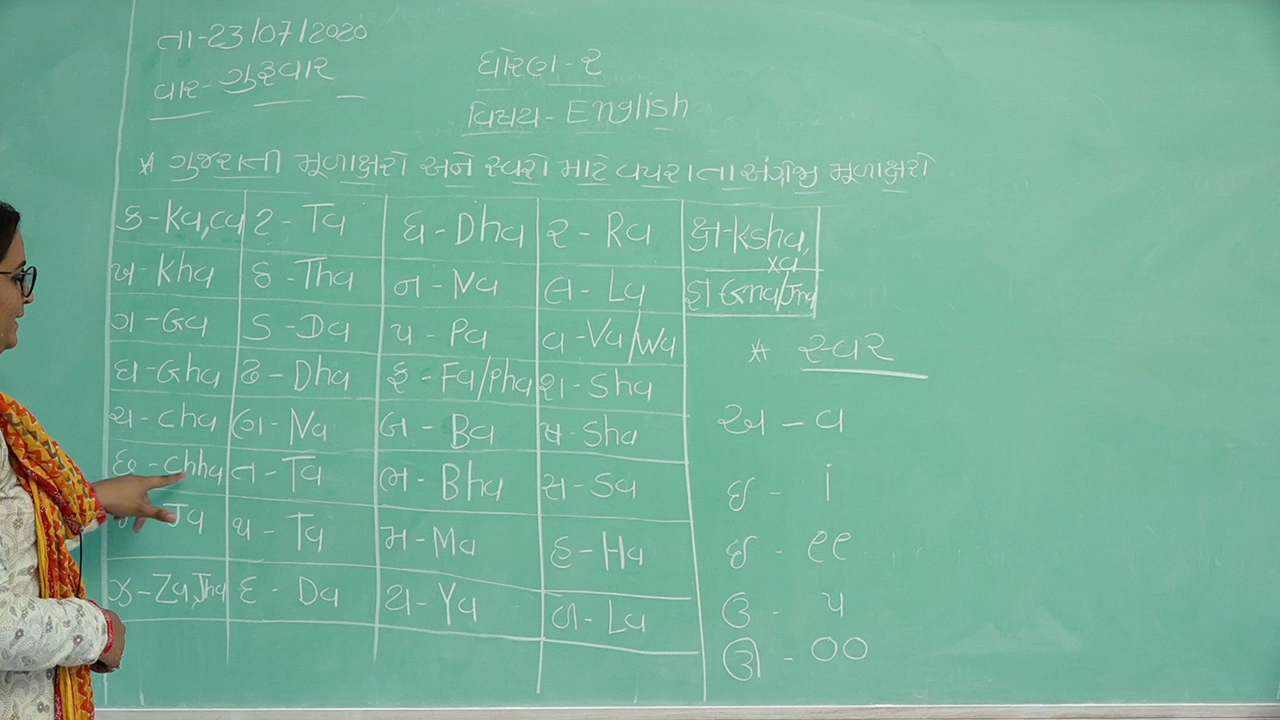 તા-23/07/2020
વાર- ગુરૂવાર
ધોરણ - ૨
વિષય - English
* ગુજરાતી મૂળાક્ષરો અને સ્વરો માટે વપરાતા અંગ્રેજી મૂળાક્ષરો
ક - Ka, ca ટ - Ta ધ - Dha ર - Ra ક્ષ - Ksha, xa
ખ - Kha ઠ - Tha ન - Na લ - La જ્ઞ Gna/Jna
ગ - Ga ડ - Da પ - Pa વ - Va/Wa
ઘ - Gha ઢ - Dha ફ - Fa/Pha શ - Sha
ચ - cha ણ - Na બ - Ba ષ - Sha
છ - chha ત - Ta ભ - Bha સ - Sa
Ja થ - Ta મ - Ma હ - Ha
ઝ - Za, Jha દ - Da ય - Ya ળ - La
* સ્વર
અ - a
ઇ - i
ઈ - ee
ઉ - u
ઊ - oo